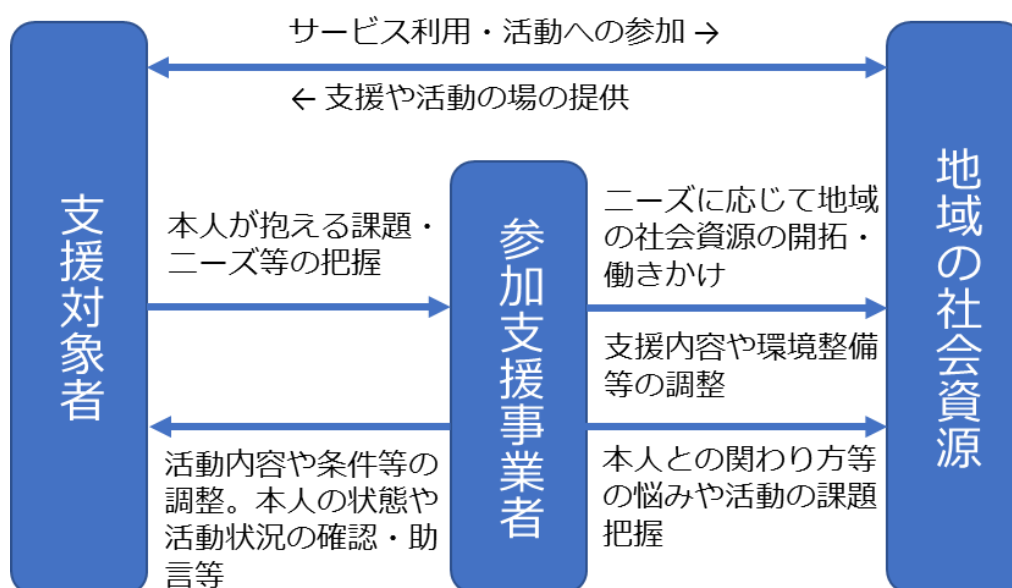 サービス利用・活動への参加 →
← 支援や活動の場の提供
支援対象者
本人が抱える課題・
ニーズ等の把握
活動内容や条件等の
調整。本人の状態や
活動状況の確認・助
言等
参加支援事業者
ニーズに応じて地域
の社会資源の開拓・
働きかけ
支援内容や環境整備
等の調整
本人との関わり方等
の悩みや活動の課題
把握
地域の社会資源